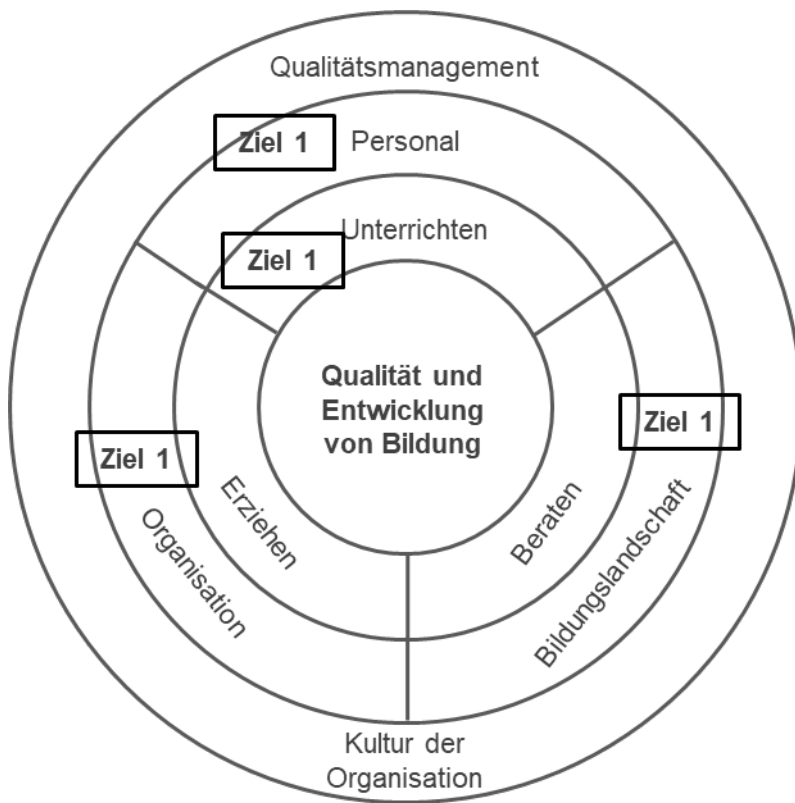 Qualitätsmanagement
Ziel 1
Personal
Unterrichten
Ziel 1
Qualität und
Entwicklung
von Bildung
Ziel 1
Ziel 1
Erziehen
Beraten
Organisation
Bildungslandschaft
Kultur der
Organisation